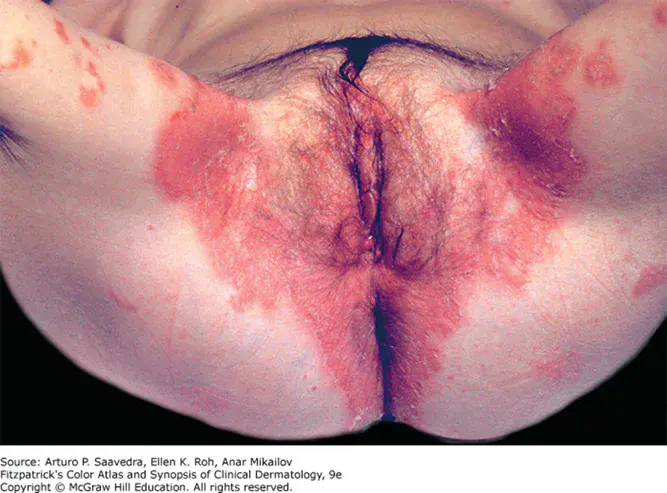 Source: Arturo P. Saavedra, Ellen K. Roh, Anar Mikailov
Fitzpatrick's Color Atlas and Synopsis of Clinical Dermatology, 9e
Copyright © McGraw Hill Education. All rights reserved.